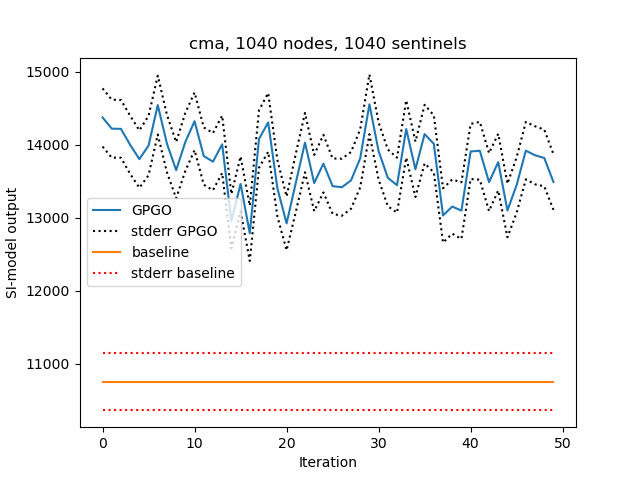 cma, 1040 nodes, 1040 sentinels
15000
14000
13000
12000
11000
SI-model output
GPGO
stderr GPGO
baseline
stderr baseline
0 10 20 30 40 50
Iteration